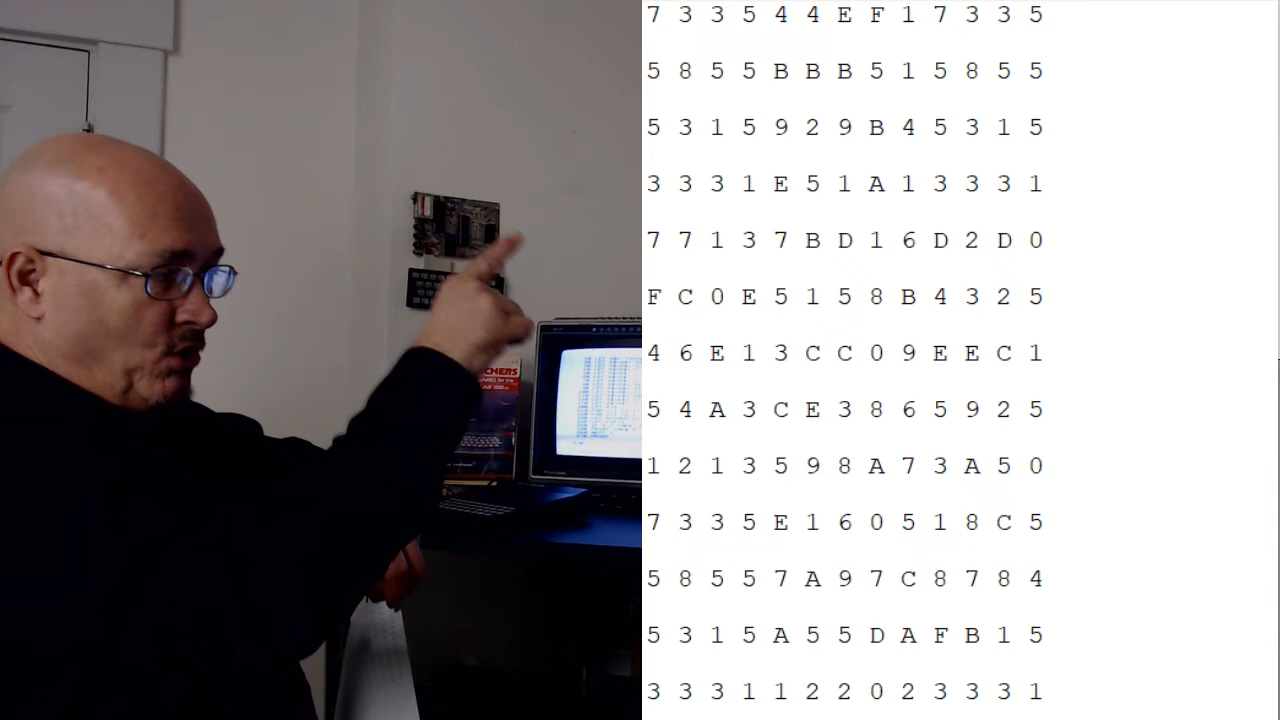 7 3 3 5 4 4 E F 1 7 3 3 5
5 8 5 5 B B B 5 1 5 8 5 5
5 3 1 5 9 2 9 B 4 5 3 1 5
3 3 3 1 E 5 1 A 1 3 3 3 1
7 7 1 3 7 B D 1 6 D 2 D 0
F C 0 E 5 1 5 8 B 4 3 2 5
4 6 E 1 3 C C 0 9 E E C 1
5 4 A 3 C E 3 8 6 5 9 2 5
1 2 1 3 5 9 8 A 7 3 A 5 0
7 3 3 5 E 1 6 0 5 1 8 C 5
5 8 5 5 7 A 9 7 C 8 7 8 4
5 3 1 5 A 5 5 D A F B 1 5
3 3 3 1 1 2 2 0 2 3 3 3 1